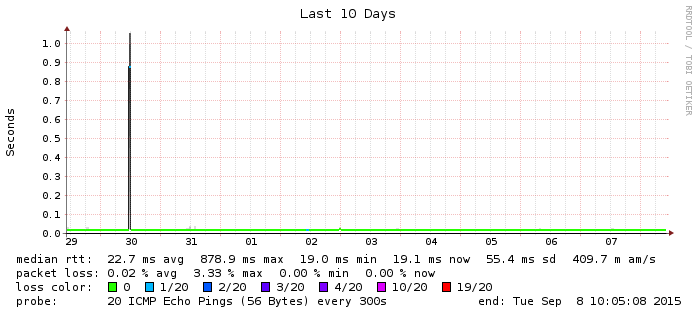 Last 10 Days
RRDTOOL / TOBI OETIKER
Seconds
1.0
0.9
0.8
0.7
0.6
0.5
0.4
0.3
0.2
0.1
0.0
29 30 31 01 02 03 04 05 06 07
median rtt: 22.7 ms avg 878.9 ms max 19.0 ms min 19.1 ms now 55.4 ms sd 409.7 m am/s
packet loss: 0.02 % avg 3.33 % max 0.00 % min 0.00 % now
loss color: 0 1/20 2/20 3/20 4/20 10/20 19/20
probe: 20 ICMP Echo Pings (56 Bytes) every 300s end: Tue Sep 8 10:05:08 2015